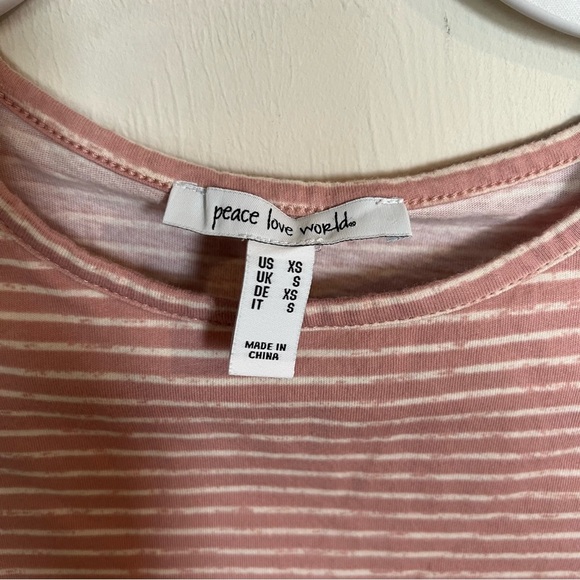 peace love world.
US XS
UK S
DE XS
IT S
MADE IN
CHINA